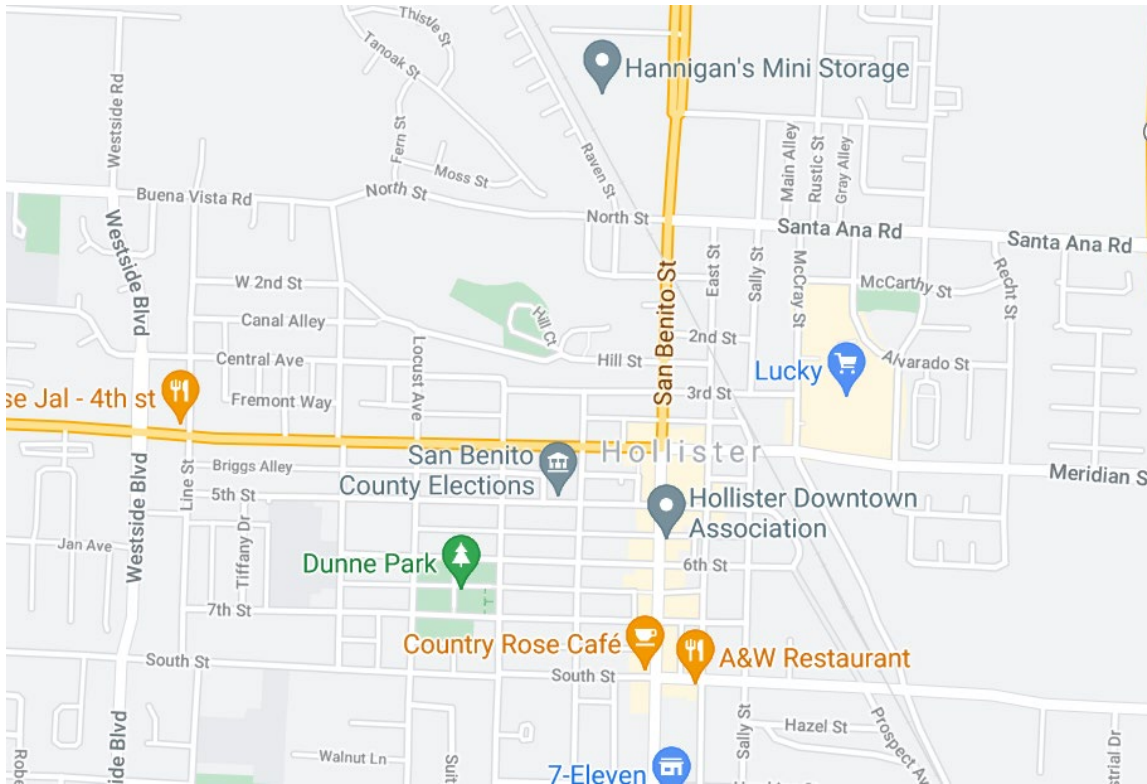 Thistle St
Tanoak St
Hannigan's Mini Storage
Westside Rd
Fern St
Moss St
Raven St
Main Alley
Rustic St
Gray Alley
Buena Vista Rd
North St
North St
Santa Ana Rd
Santa Ana Rd
Westside Blvd
W 2nd St
Canal Alley
Central Ave
Fremont Way
Locust Ave
Hill Ct
Hill St
San Benito St
East St
Sally St
McCray St
McCarthy St
Recht St
2nd St
3rd St
Alvarado St
Lucky
se Jal - 4th st
Hollister
San Benito
County Elections
Briggs Alley
5th St
Line St
Westside Blvd
Meridian S
Hollister Downtown
Association
Jan Ave
Tiffany Dr
Dunne Park
T
6th St
7th St
Country Rose Café
A&W Restaurant
South St
South St
Hazel St
Sally St
Prospect Av
Walnut Ln
Suit
7-Eleven
Westside Blvd
Robe
strial Dr